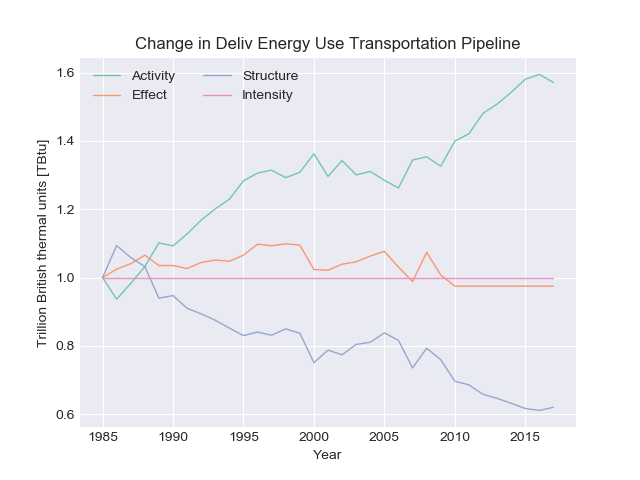 Change in Deliv Energy Use Transportation Pipeline
Activity
Effect
Structure
Intensity
Trillion British thermal units [TBtu]
1.6
1.4
1.2
1.0
0.8
0.6
1985
1990
1995
2000
2005
2010
2015
Year